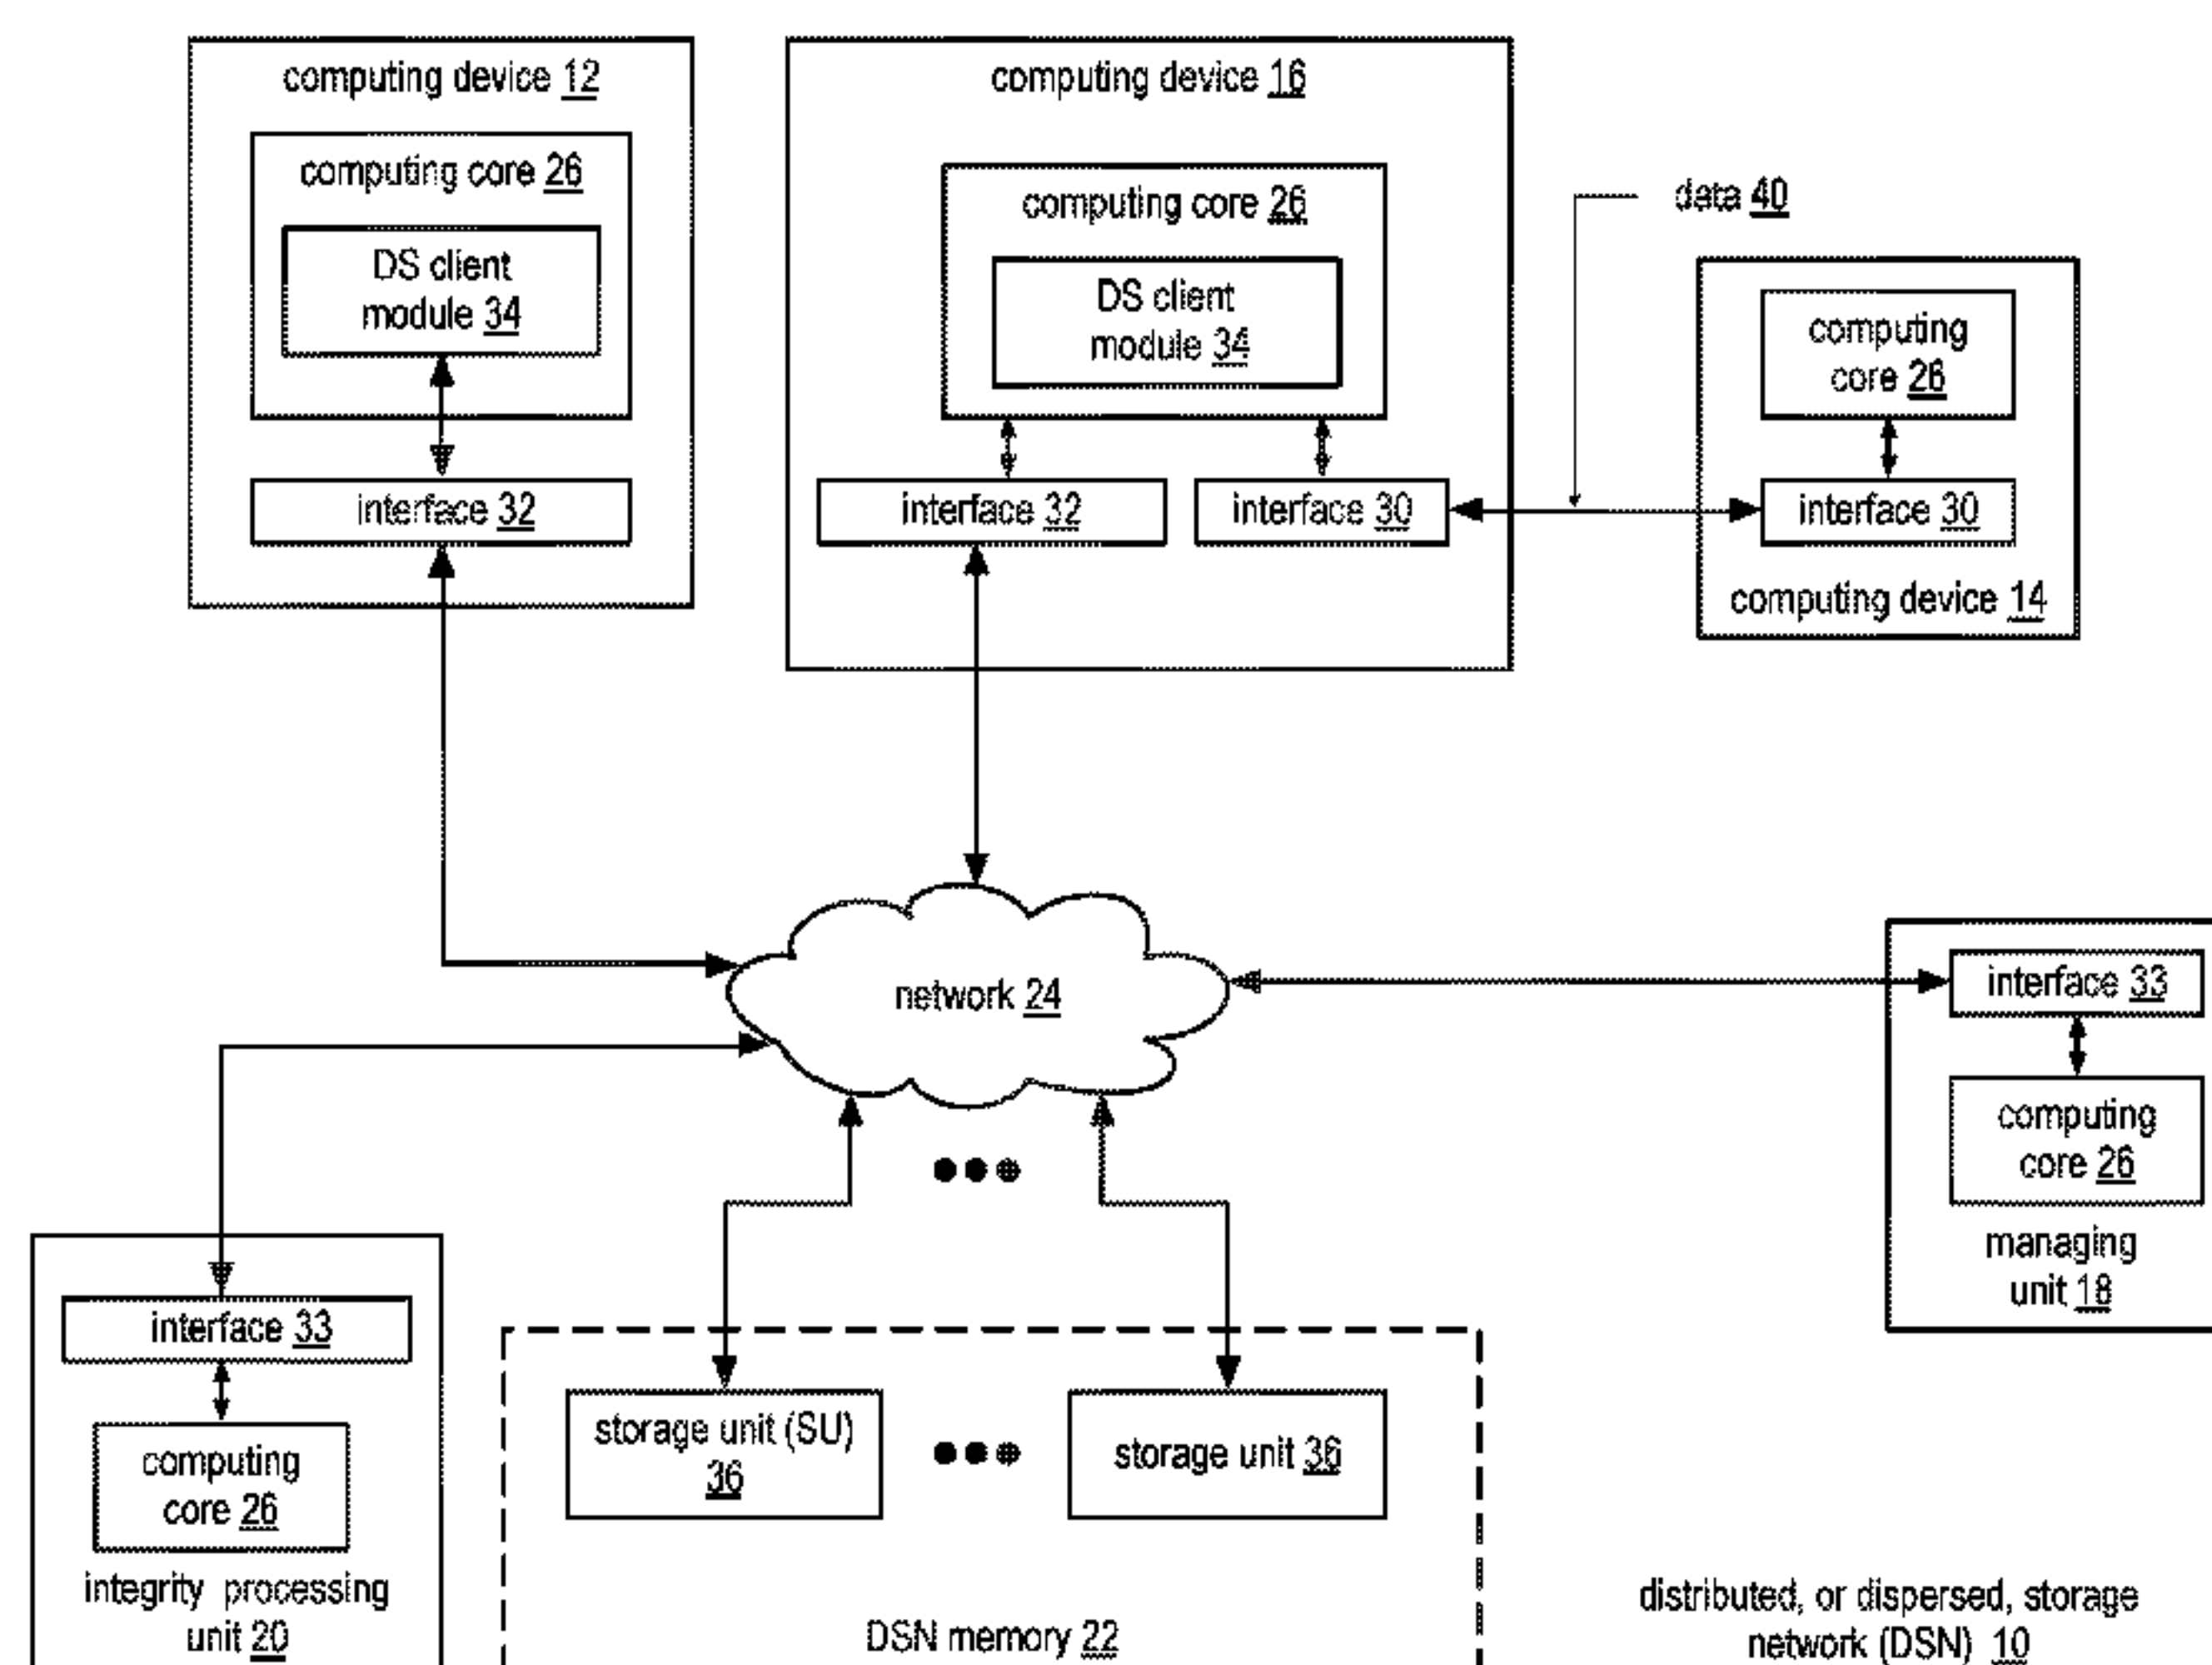 computing device 12
computing core 26
DS client
module 34
interface 32
computing device 16
computing core 26
DS client
module 34
interface 32
interface 30
data 40
computing
core 26
interface 30
computing device 14
network 24
interface 33
computing
core 26
managing
unit 18
interface 33
computing
core 26
integrity processing
unit 20
storage unit (SU)
36
storage unit 36
DSN memory 22
distributed, or dispersed, storage
network (DSN) 10